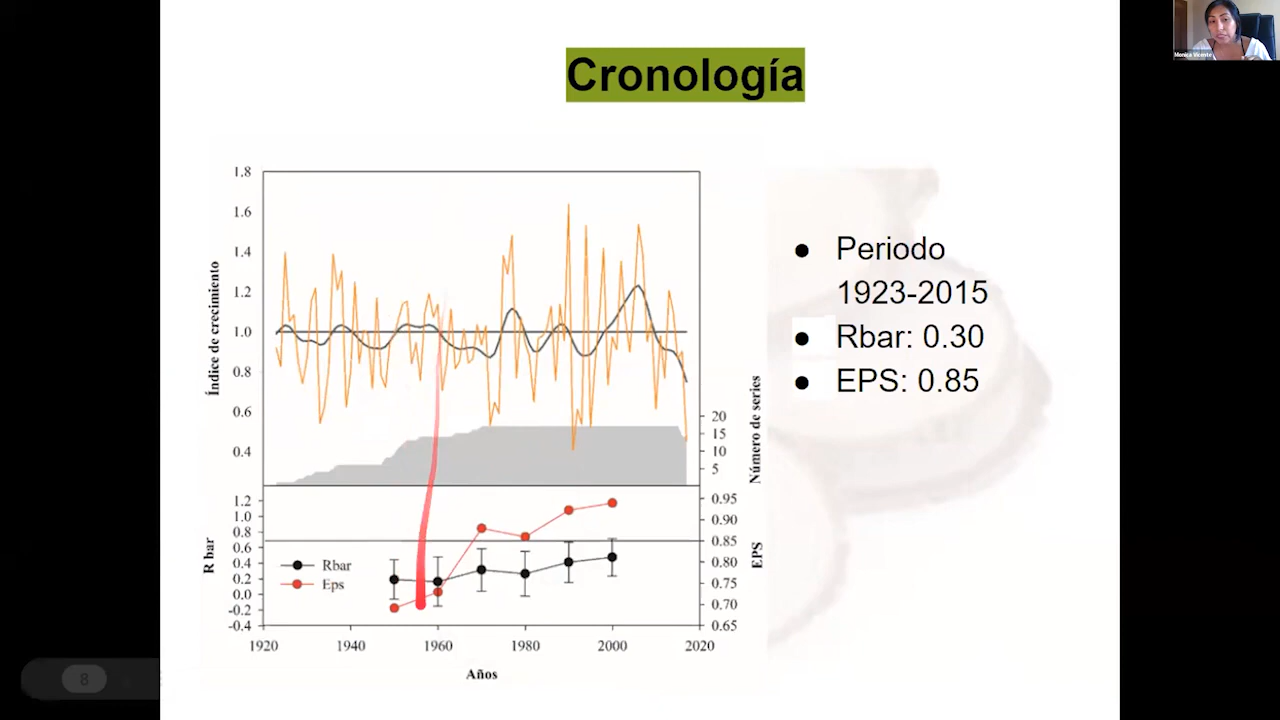 Monica Vicente
Cronología
1.8
1.6
1.4
1.2
1.0
0.8
0.6
0.4
Índice de crecimiento
20
15
10
5
Número de series
Periodo
1923-2015
Rbar: 0.30
EPS: 0.85
1.2
1.0
0.8
0.6
0.4
0.2
0.0
-0.2
-0.4
R bar
Rbar
Eps
0.95
0.90
0.85
0.80
0.75
0.70
0.65
EPS
1920 1940 1960 1980 2000 2020
Años
8